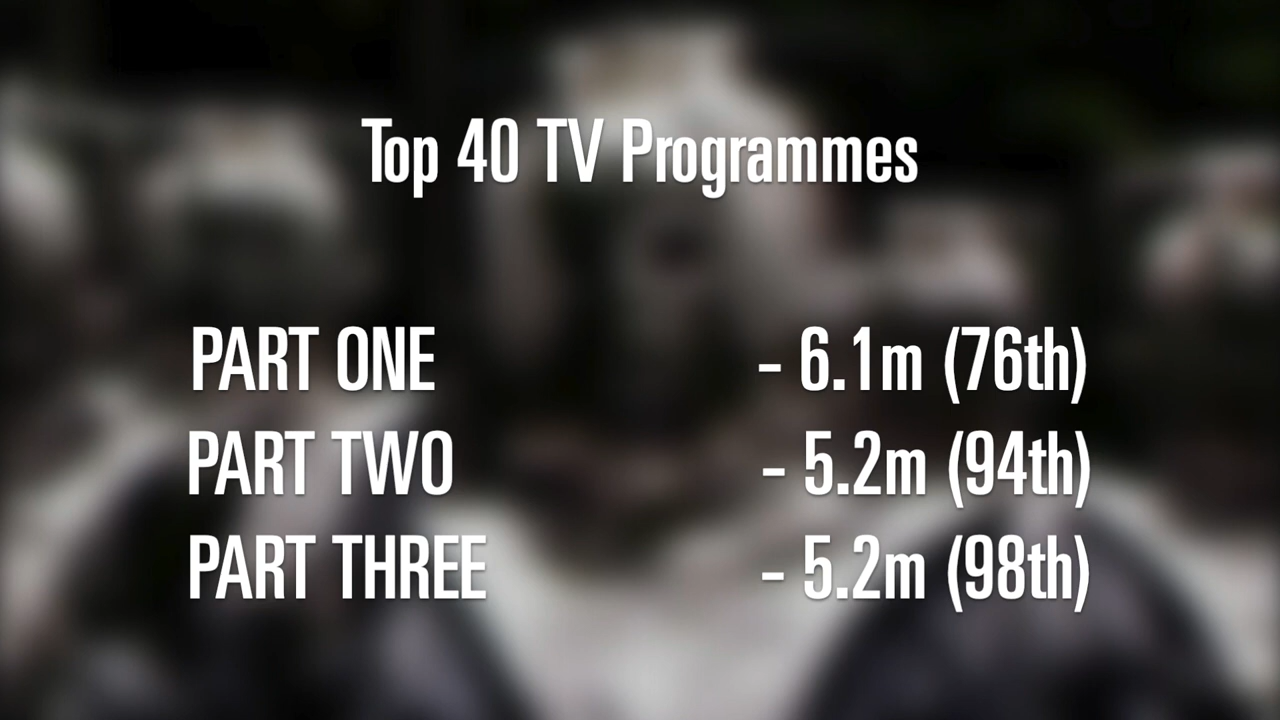 Top 40 TV Programmes
PART ONE – 6.1m (76th)
PART TWO – 5.2m (94th)
PART THREE – 5.2m (98th)